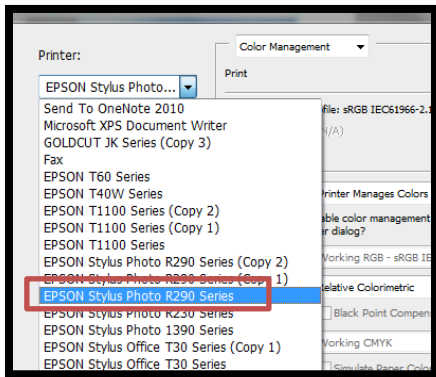 Printer:
Color Management
Print
EPSON Stylus Photo...
Send To OneNote 2010
Microsoft XPS Document Writer
GOLDCUT JK Series (Copy 3)
Fax
EPSON T60 Series
EPSON T40W Series
EPSON T1100 Series (Copy 2)
EPSON T1100 Series (Copy 1)
EPSON T1100 Series
EPSON Stylus Photo R290 Series (Copy 2)
EPSON Stylus Photo R290 Series (Copy 1)
EPSON Stylus Photo R290 Series
EPSON Stylus Photo R230 Series
EPSON Stylus Photo 1390 Series
EPSON Stylus Office T30 Series (Copy 1)
EPSON Stylus Office T30 Series
file: sRGB IEC61966-2.1
N/A)
Printer Manages Colors
able color management
er dialog?
Working RGB - sRGB IE
Relative Colorimetric
Black Point Compens
Working CMYK
Simulate Paper Color